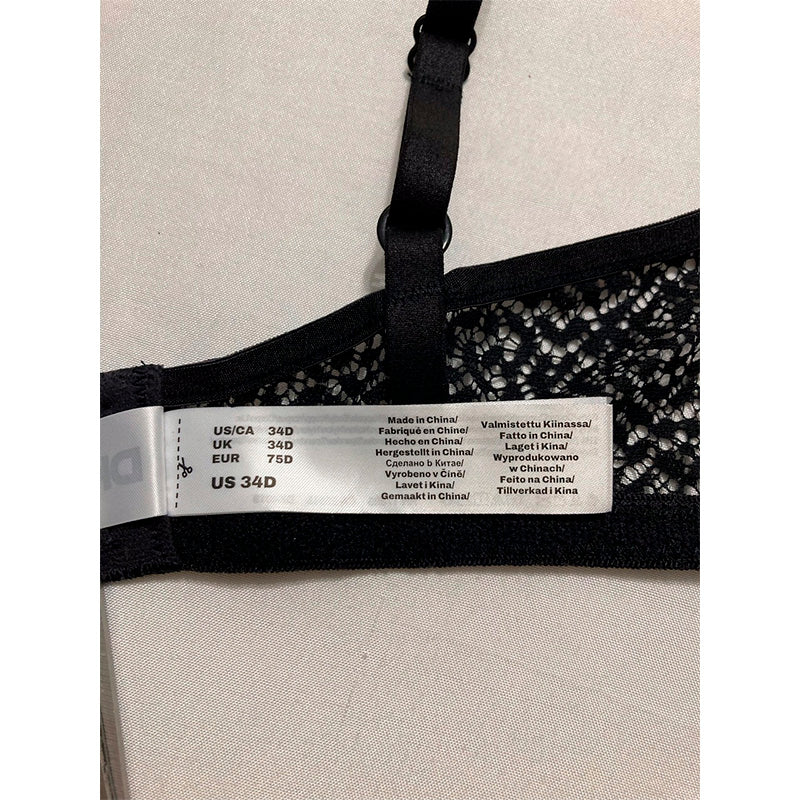 US/CA 34D
UK 34D
EUR 75D
US 34D
Made in China/
Fabriqué en Chine/
Hecho en China/
Hergestellt in China/
Сделано b Китае/
Vyrobeno v Číně/
Lavet i Kina/
Gemaakt in China/
Valmistettu Kiinassa/
Fatto in China/
Laget i Kina/
Wyprodukowano
w Chinach/
Feito na China/
Tillverkad i Kina